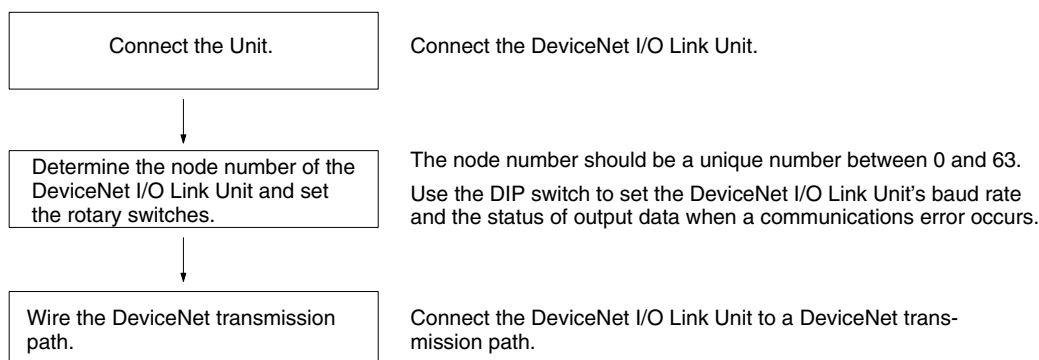 Connect the Unit.
Connect the DeviceNet I/O Link Unit.
Determine the node number of the
DeviceNet I/O Link Unit and set
the rotary switches.
The node number should be a unique number between 0 and 63.
Use the DIP switch to set the DeviceNet I/O Link Unit’s baud rate
and the status of output data when a communications error occurs.
Wire the DeviceNet transmission
path.
Connect the DeviceNet I/O Link Unit to a DeviceNet trans-
mission path.